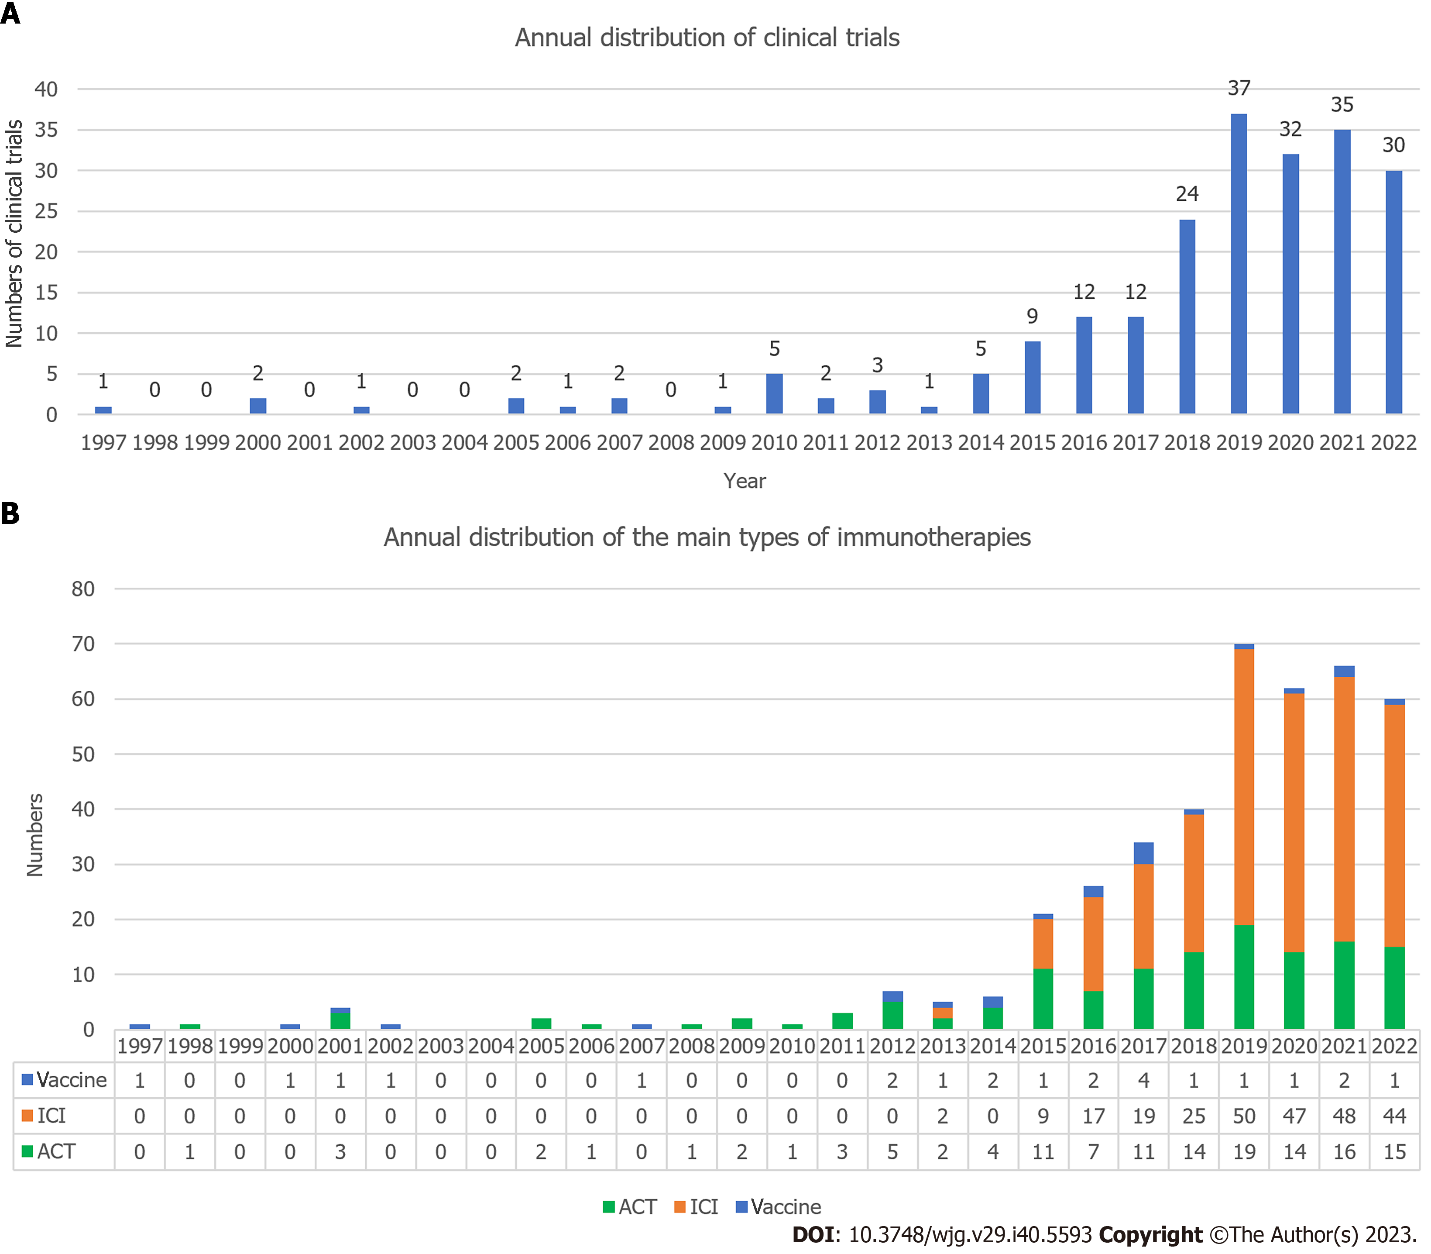 A
Annual distribution of clinical trials
Numbers of clinical trials
40
35
30
25
20
15
10
5
0
1 0 0 2 0 1 0 0 2 1 2 0 1 5 2 3 1 5 9 12 12 24 37 32 35 30
1997 1998 1999 2000 2001 2002 2003 2004 2005 2006 2007 2008 2009 2010 2011 2012 2013 2014 2015 2016 2017 2018 2019 2020 2021 2022
Year
B
Annual distribution of the main types of immunotherapies
Numbers
80
70
60
50
40
30
20
10
0
1997 1998 1999 2000 2001 2002 2003 2004 2005 2006 2007 2008 2009 2010 2011 2012 2013 2014 2015 2016 2017 2018 2019 2020 2021 2022
Vaccine 1 0 0 1 1 1 0 0 0 0 1 0 0 0 0 2 1 2 1 2 4 1 1 1 2 1
ICI 0 0 0 0 0 0 0 0 0 0 0 0 0 0 0 0 2 0 9 17 19 25 50 47 48 44
ACT 0 1 0 0 3 0 0 0 2 1 0 1 2 1 3 5 2 4 11 7 11 14 19 14 16 15
ACT ICI Vaccine
DOI: 10.3748/wjg.v29.i40.5593 Copyright ©The Author(s) 2023.